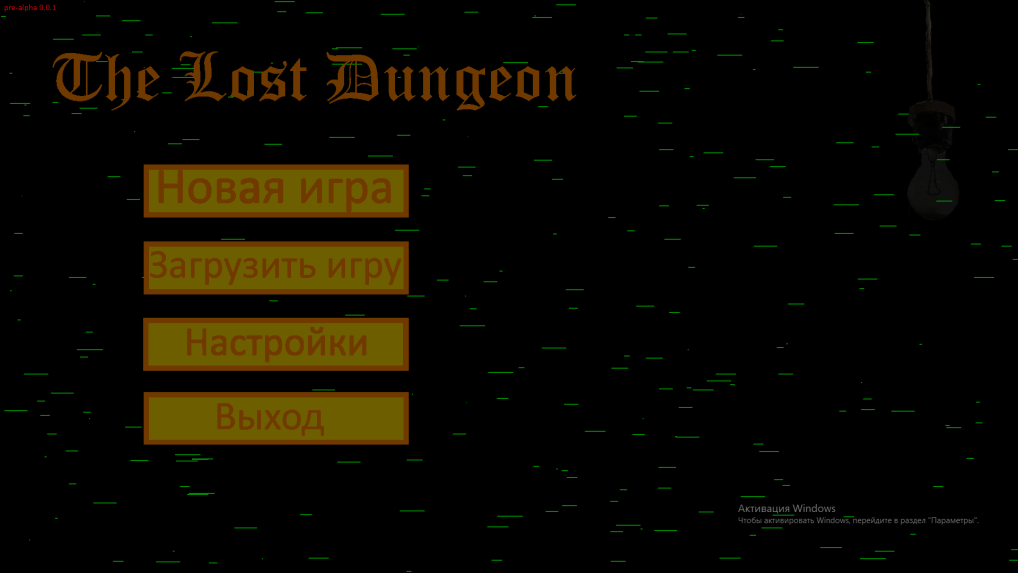 pre-alpha 0.0.1
The Lost Dungeon
Новая игра
Загрузить игру
Настройки
Выход
Активация Windows
Чтобы активировать Windows, перейдите в раздел "Параметры".